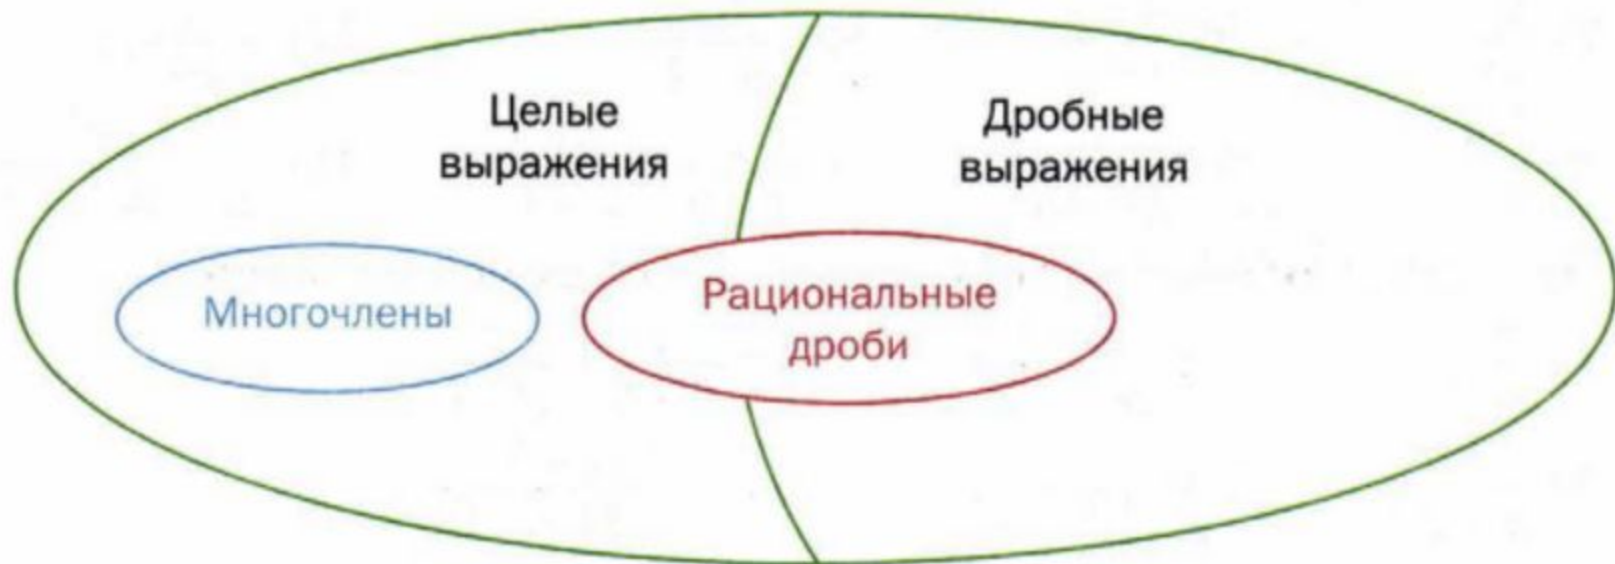 Целые
выражения
Дробные
выражения
Многочлены
Рациональные
дроби